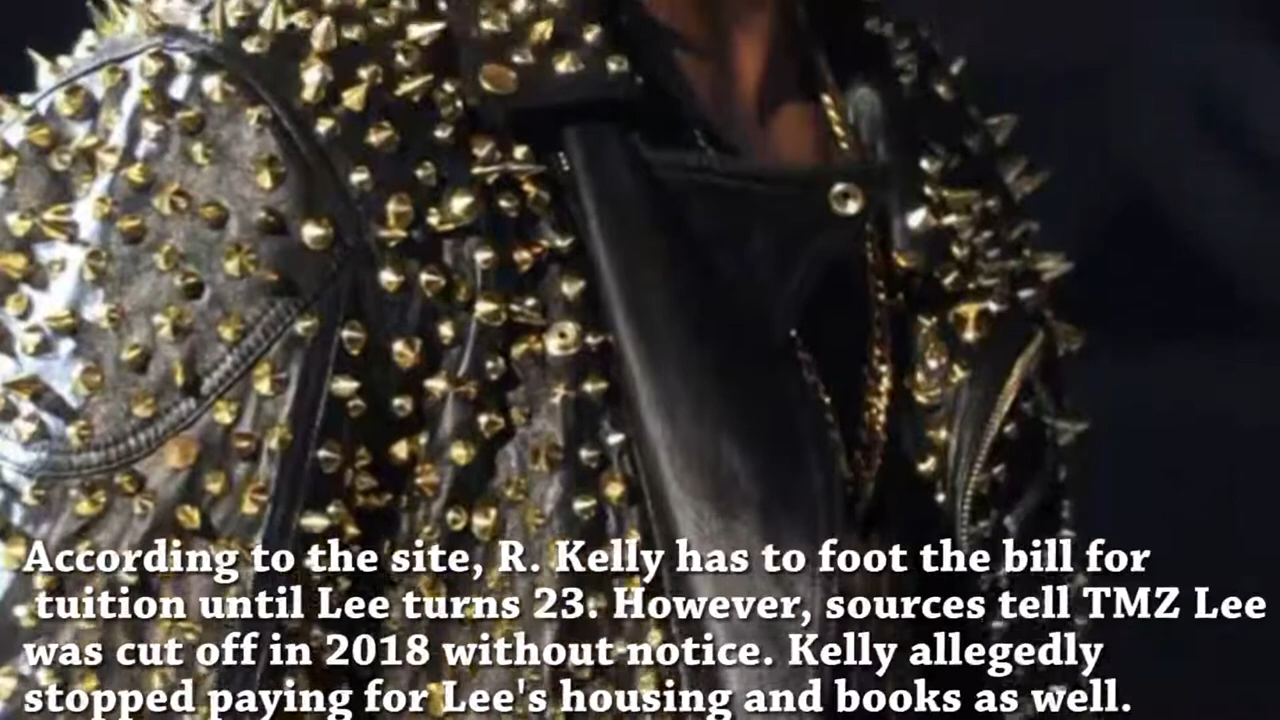 According to the site, R. Kelly has to foot the bill for
tuition until Lee turns 23. However, sources tell TMZ Lee
was cut off in 2018 without notice. Kelly allegedly
stopped paying for Lee's housing and books as well.